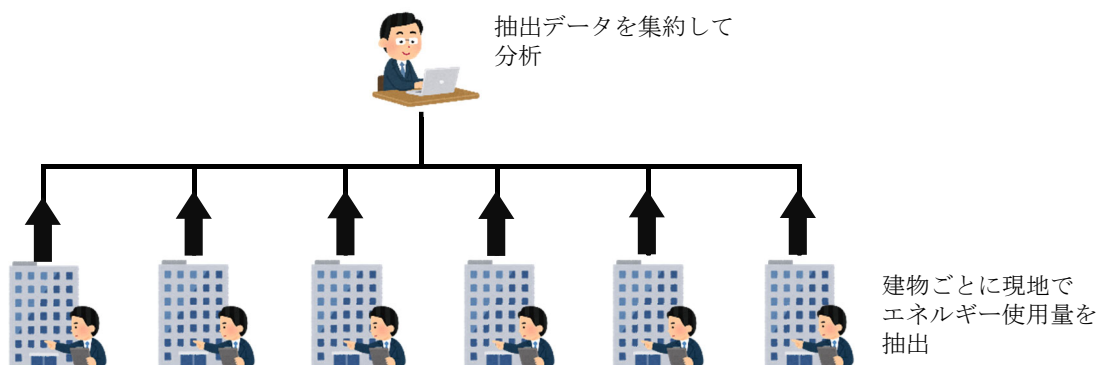 抽出データを集約して
分析
建物ごとに現地で
エネルギー使用量を
抽出